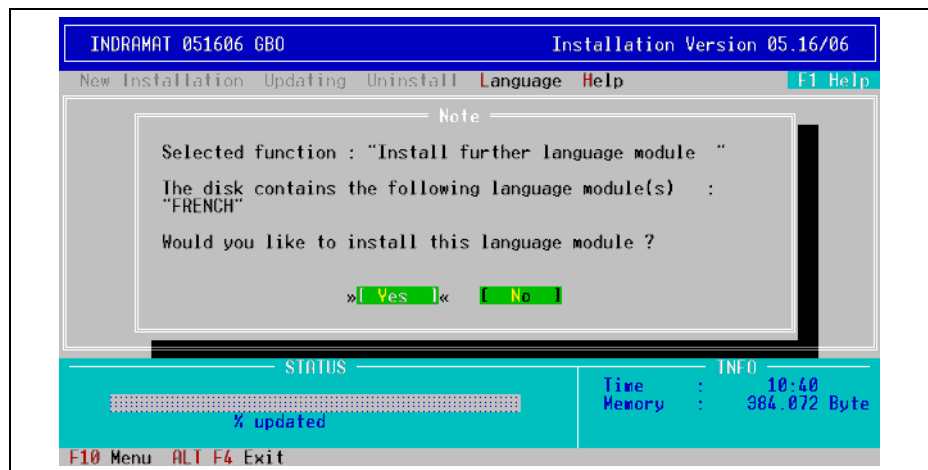 INDRAMAT 051606 GBO Installation Version 05.16/06
New Installation Updating Uninstall Language Help F1 Help
Note
Selected function : "Install further language module "
The disk contains the following language module(s) :
"FRENCH"
Would you like to install this language module ?
»[ Yes ]« [ No ]
STATUS INFO
Time : 10:40
Memory : 384.072 Byte
% updated
F10 Menu ALT F4 Exit